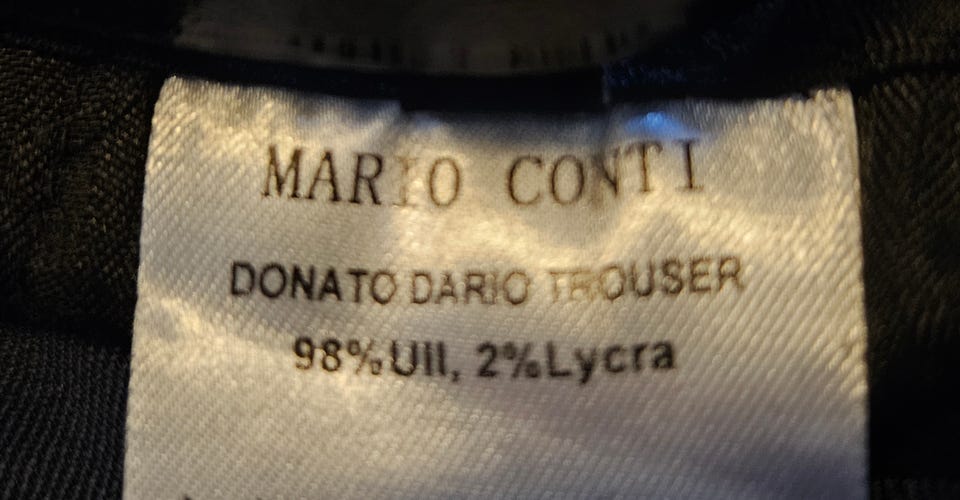 MARIO CONTI
DONATO DARIO TROUSER
98%Ull, 2%Lycra